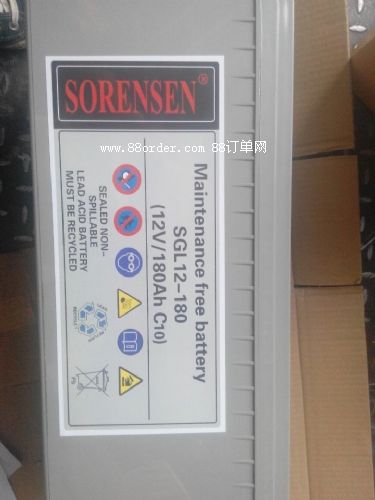 SORENSEN®
www.88order.com 88订单网
Maintenance free battery
SGL12-180
(12V/180Ah C10)
SEALED NON-
SPILLABLE
LEAD ACID BATTERY
MUST BE RECYCLED
Pb